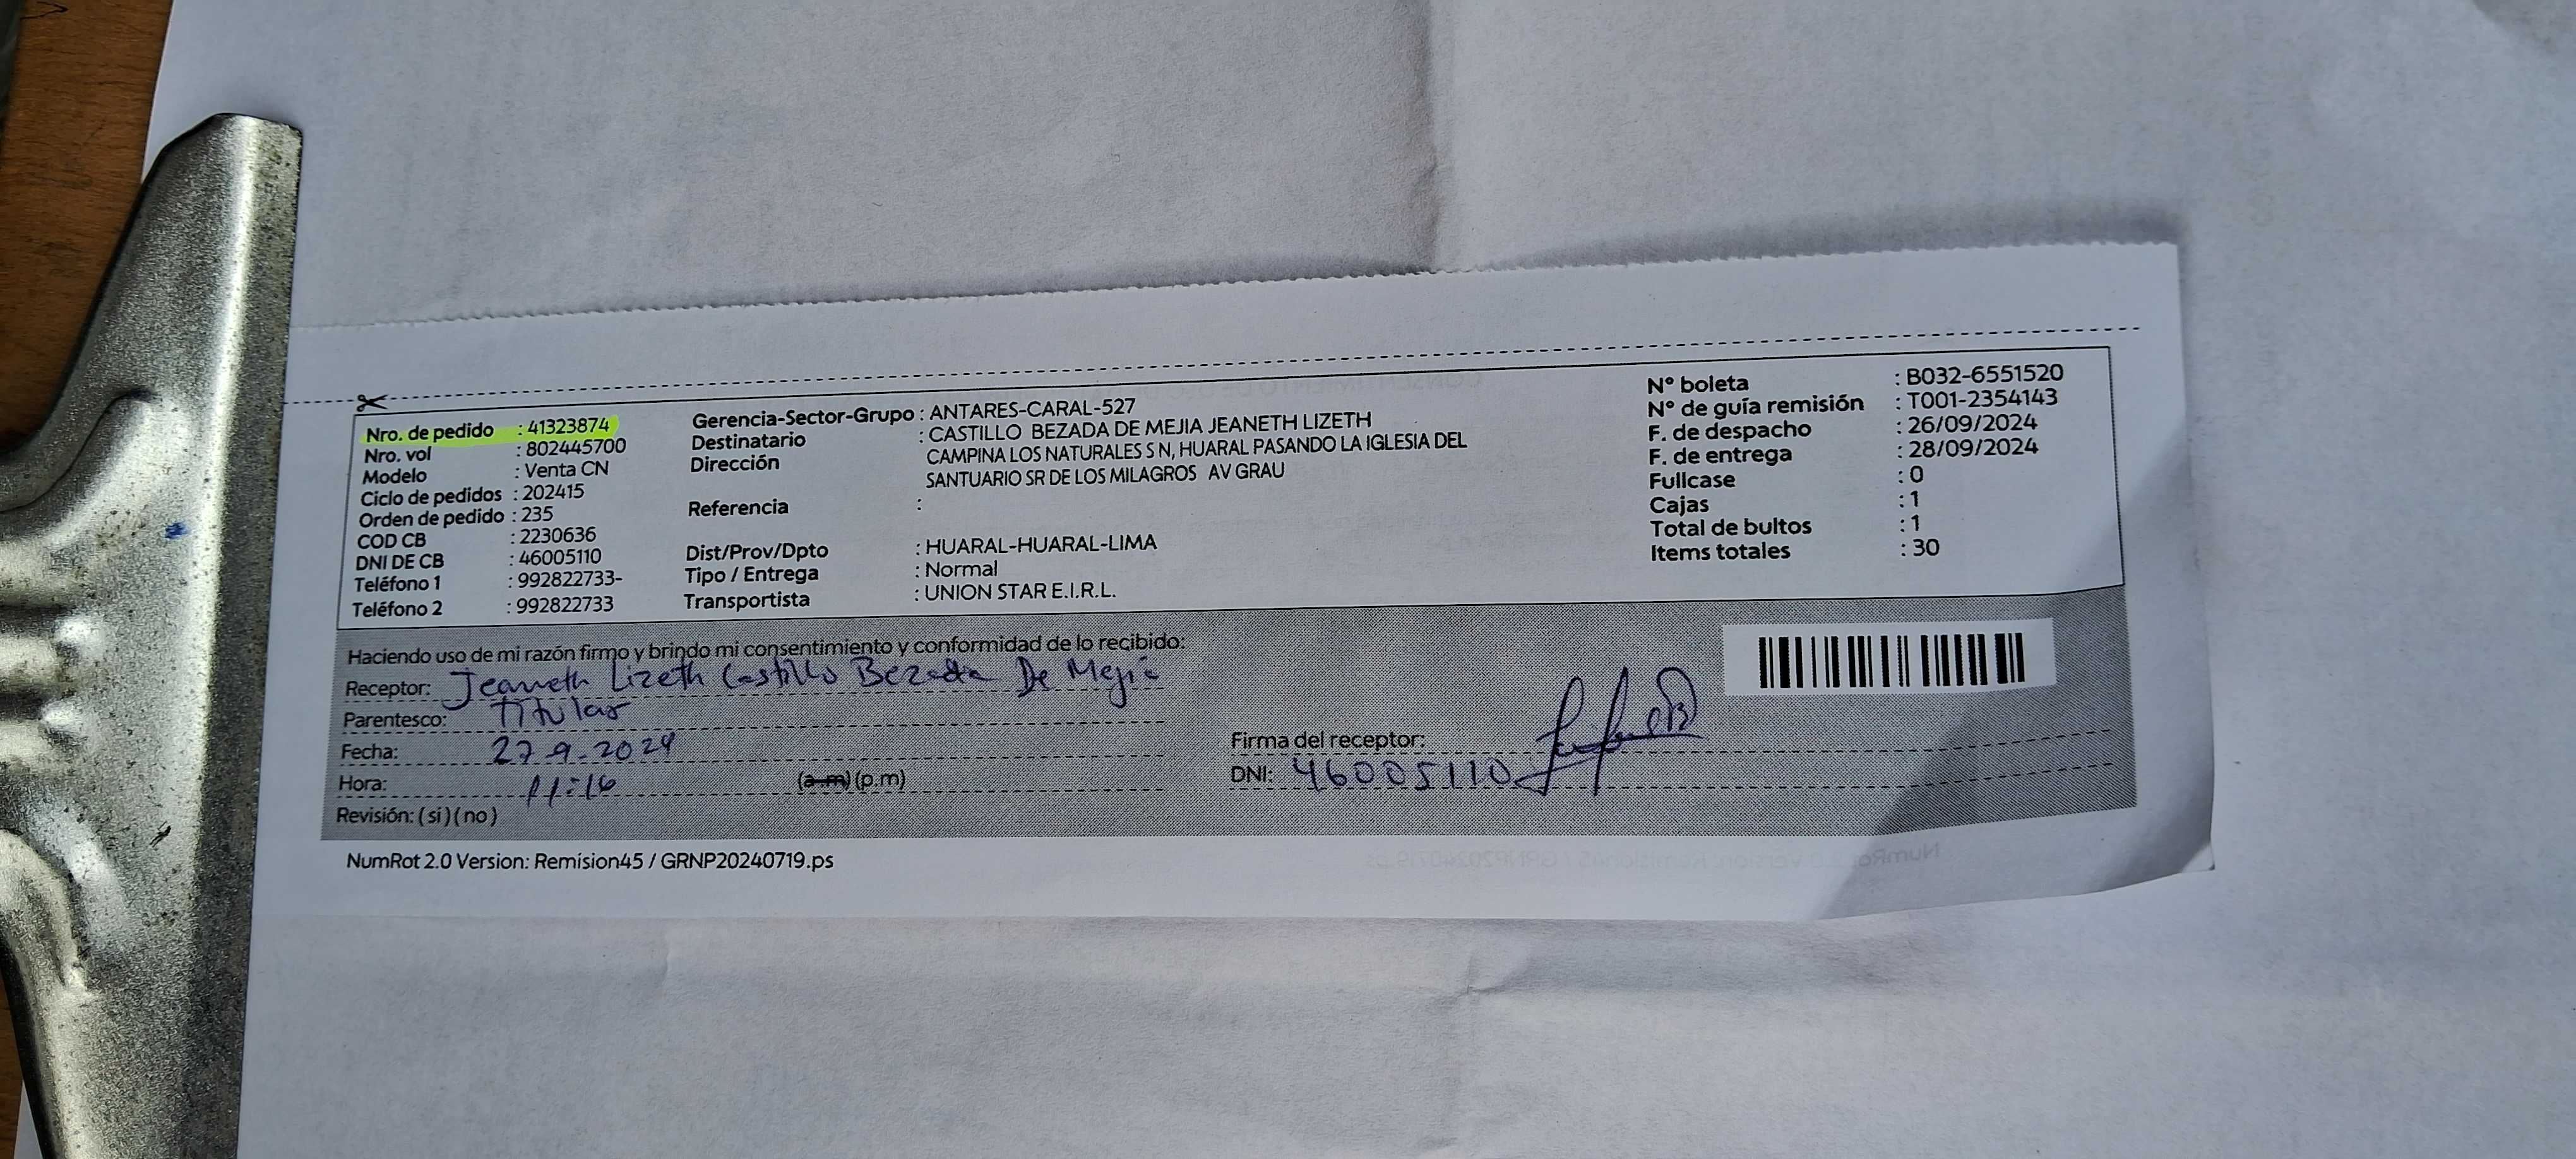 Nro. de pedido : 41323874
Nro. vol : 802445700
Modelo : Venta CN
Ciclo de pedidos : 202415
Orden de pedido : 235
COD CB : 2230636
DNI DE CB : 46005110
Teléfono 1 : 992822733-
Teléfono 2 : 992822733
Gerencia-Sector-Grupo : ANTARES-CARAL-527
Destinatario : CASTILLO BEZADA DE MEJIA JEANETH LIZETH
Dirección CAMPINA LOS NATURALES S N, HUARAL PASANDO LA IGLESIA DEL
SANTUARIO SR DE LOS MILAGROS AV GRAU
Referencia :
Dist/Prov/Dpto : HUARAL-HUARAL-LIMA
Tipo / Entrega : Normal
Transportista : UNION STAR E.I.R.L.
N° boleta : B032-6551520
N° de guía remisión : T001-2354143
F. de despacho : 26/09/2024
F. de entrega : 28/09/2024
Fullcase : 0
Cajas : 1
Total de bultos : 1
Items totales : 30
Haciendo uso de mi razón firmo y brindo mi consentimiento y conformidad de lo recibido:
Receptor: Jeaneth Lizeth Castillo Bezada De Mejia
Parentesco: Titular
Fecha: 27-9-2024
Hora: 11:16 (a.m) (p.m)
Revisión: (si) (no)
Firma del receptor:
DNI: 46005110
NumRot 2.0 Version: Remision45 / GRNP20240719.ps